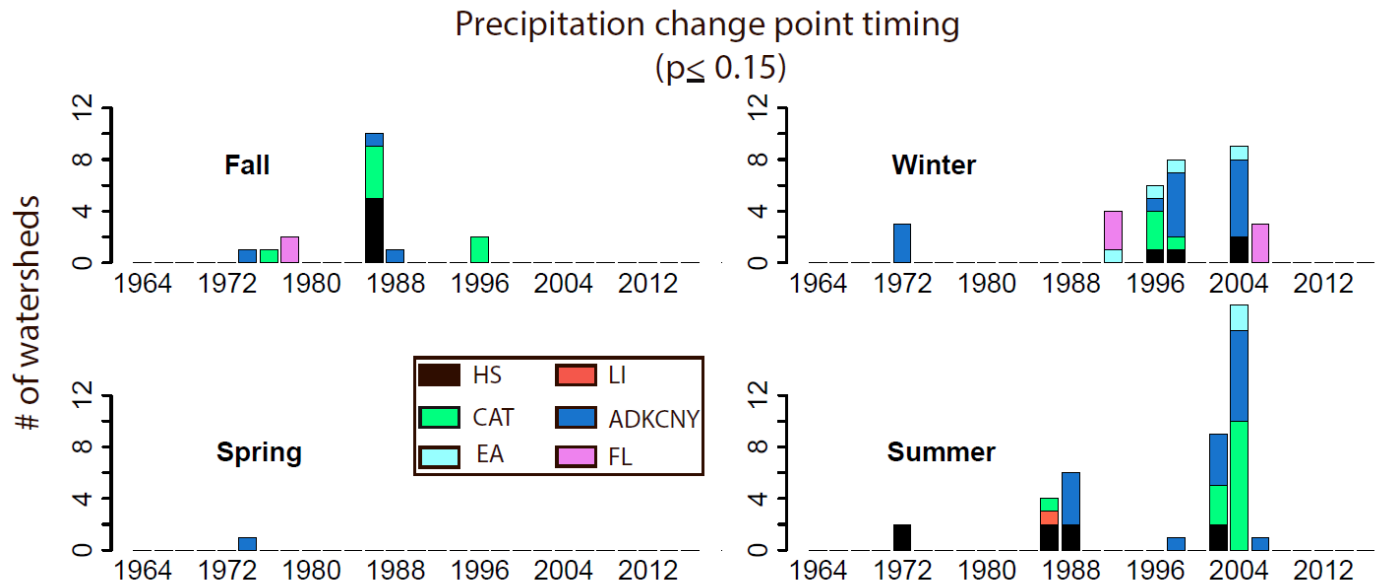 Precipitation change point timing
(p≤ 0.15)
# of watersheds
12
8
4
0
Fall
1964 1972 1980 1988 1996 2004 2012
12
8
4
0
Winter
1964 1972 1980 1988 1996 2004 2012
12
8
4
0
Spring
1964 1972 1980 1988 1996 2004 2012
HS LI
CAT ADKCNY
EA FL
12
8
4
0
Summer
1964 1972 1980 1988 1996 2004 2012